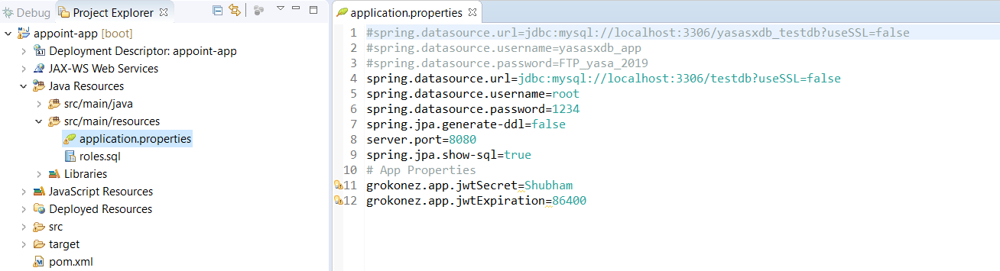 Debug
Project Explorer
appoint-app [boot]
Deployment Descriptor: appoint-app
JAX-WS Web Services
Java Resources
src/main/java
src/main/resources
application.properties
roles.sql
Libraries
JavaScript Resources
Deployed Resources
src
target
pom.xml
application.properties
1 #spring.datasource.url=jdbc:mysql://localhost:3306/yasasxdb_testdb?useSSL=false
2 #spring.datasource.username=yasasxdb_app
3 #spring.datasource.password=FTP_yasa_2019
4 spring.datasource.url=jdbc:mysql://localhost:3306/testdb?useSSL=false
5 spring.datasource.username=root
6 spring.datasource.password=1234
7 spring.jpa.generate-ddl=false
8 server.port=8080
9 spring.jpa.show-sql=true
10 # App Properties
11 grokonez.app.jwtSecret=Shubham
12 grokonez.app.jwtExpiration=86400